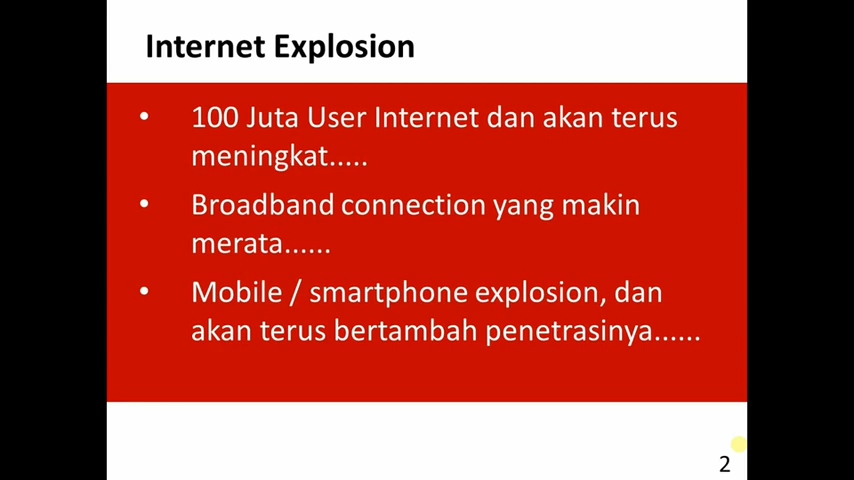 Internet Explosion
• 100 Juta User Internet dan akan terus
meningkat.....
• Broadband connection yang makin
merata......
• Mobile / smartphone explosion, dan
akan terus bertambah penetrasinya......
2